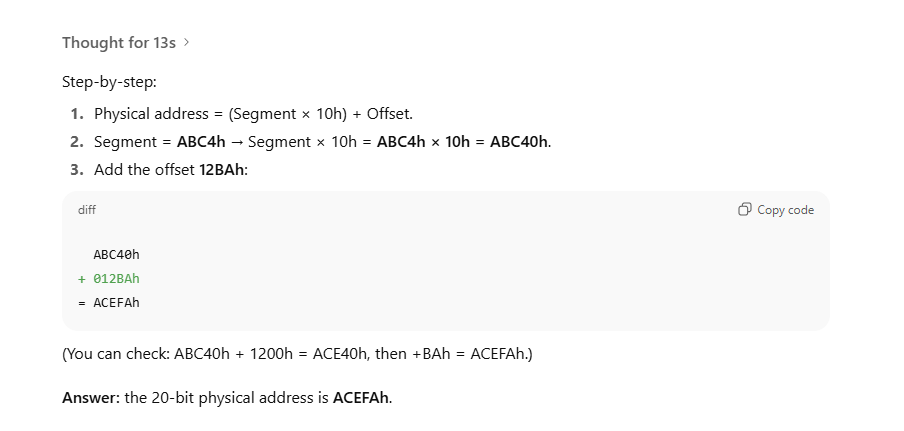 Thought for 13s >
Step-by-step:
1. Physical address = (Segment × 10h) + Offset.
2. Segment = ABC4h → Segment × 10h = ABC4h × 10h = ABC40h.
3. Add the offset 12BAh:
diff
Copy code
ABC40h
+ 012BAh
= ACEFAh
(You can check: ABC40h + 1200h = ACE40h, then +BAh = ACEFAh.)
Answer: the 20-bit physical address is ACEFAh.